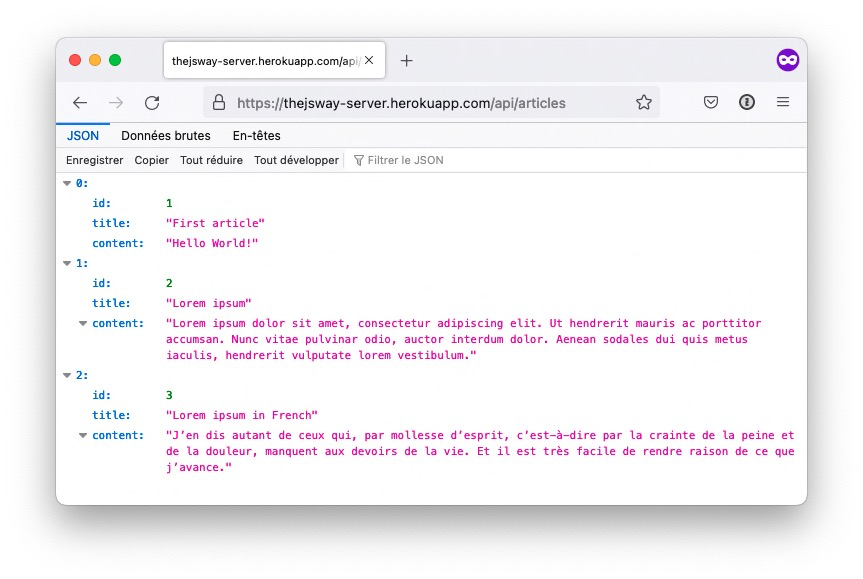 thejsway-server.herokuapp.com/api/
https://thejsway-server.herokuapp.com/api/articles
JSON Données brutes En-têtes
Enregistrer Copier Tout réduire Tout développer Filtrer le JSON
0:
id: 1
title: "First article"
content: "Hello World!"
1:
id: 2
title: "Lorem ipsum"
content: "Lorem ipsum dolor sit amet, consectetur adipiscing elit. Ut hendrerit mauris ac porttitor
accumsan. Nunc vitae pulvinar odio, auctor interdum dolor. Aenean sodales dui quis metus
iaculis, hendrerit vulputate lorem vestibulum."
2:
id: 3
title: "Lorem ipsum in French"
content: "J’en dis autant de ceux qui, par mollesse d’esprit, c’est-à-dire par la crainte de la peine et
de la douleur, manquent aux devoirs de la vie. Et il est très facile de rendre raison de ce que
j’avance."